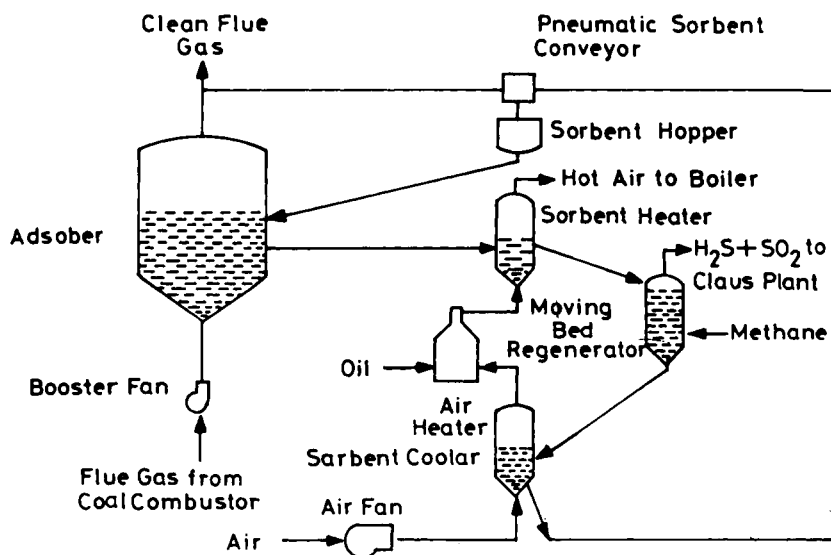 Clean Flue
Gas
Pneumatic Sorbent
Conveyor
Sorbent Hopper
Hot Air to Boiler
Sorbent Heater
Adsober
H₂S+SO₂ to
Claus Plant
Moving
Bed
Regenerator
Methane
Oil
Booster Fan
Air
Heater
Sarbent Coolar
Flue Gas from
Coal Combustor
Air Fan
Air